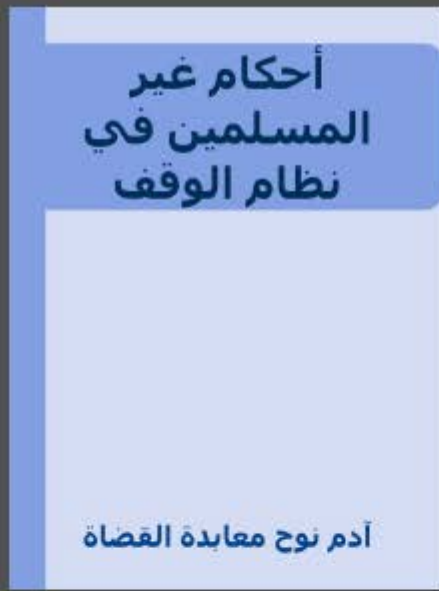 أحكام غير
المسلمين في
نظام الوقف
آدم نوح معابدة القضاة